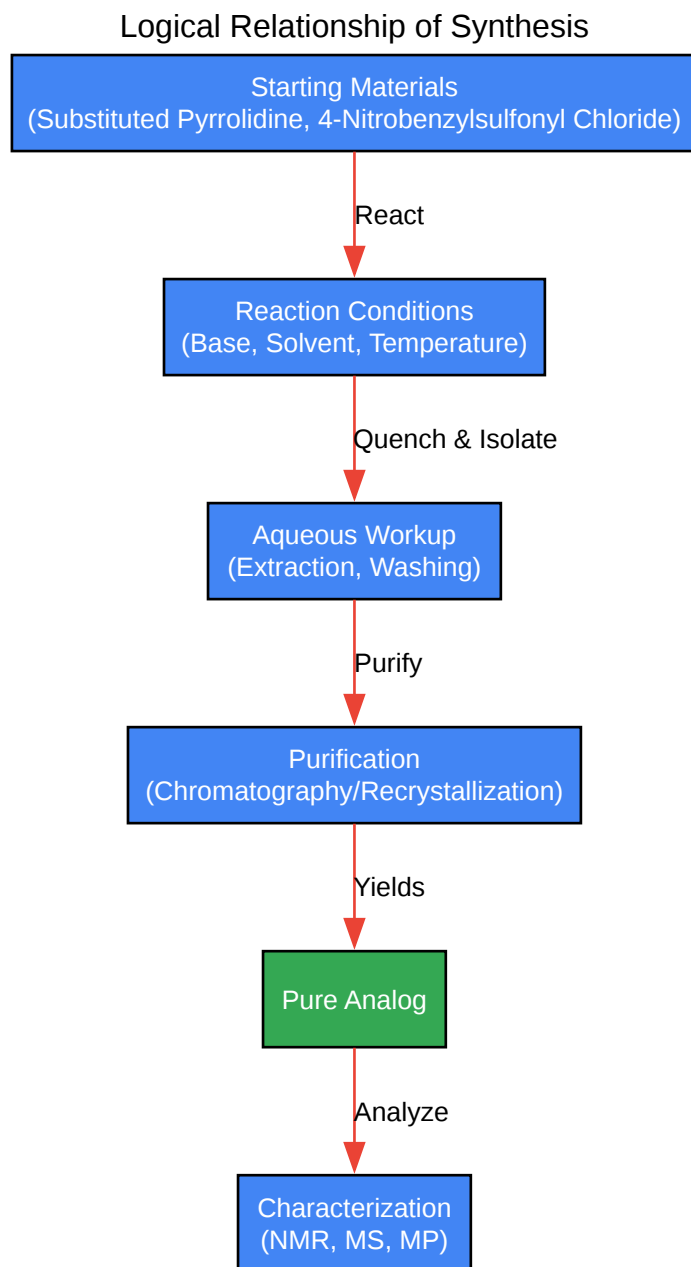 Logical Relationship of Synthesis
Starting Materials
(Substituted Pyrrolidine, 4-Nitrobenzylsulfonyl Chloride)
React
Reaction Conditions
(Base, Solvent, Temperature)
Quench & Isolate
Aqueous Workup
(Extraction, Washing)
Purify
Purification
(Chromatography/Recrystallization)
Yields
Pure Analog
Analyze
Characterization
(NMR, MS, MP)